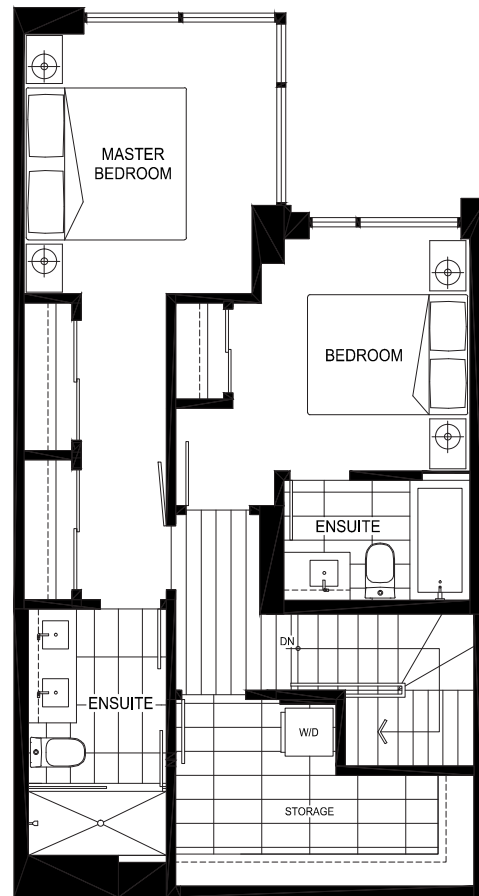 MASTER
BEDROOM
BEDROOM
ENSUITE
DN
ENSUITE
W/D
STORAGE